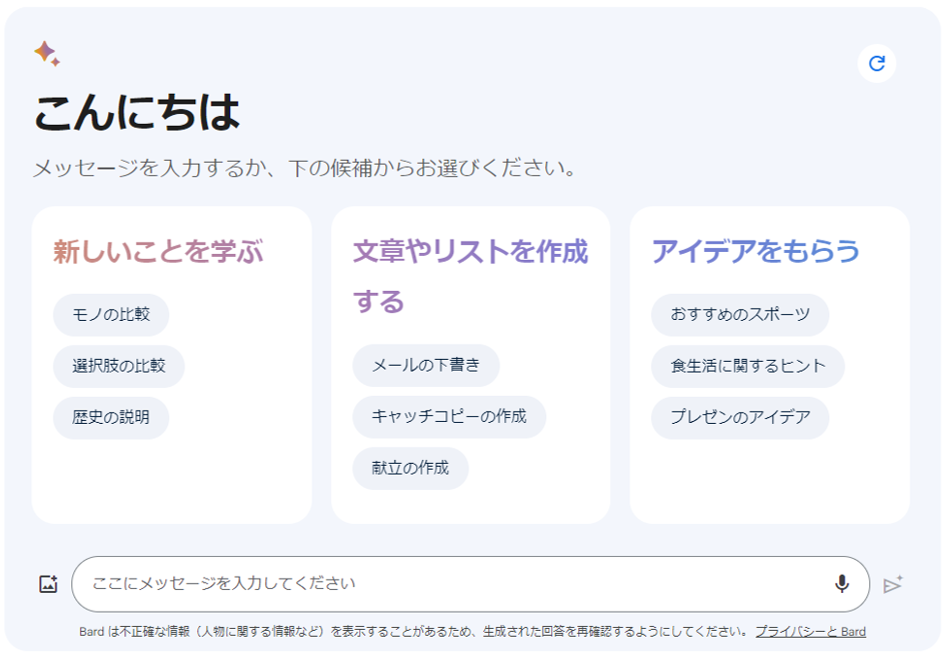 こんにちは
メッセージを入力するか、下の候補からお選びください。
新しいことを学ぶ
モノの比較
選択肢の比較
歴史の説明
文章やリストを作成
する
メールの下書き
キャッチコピーの作成
献立の作成
アイデアをもらう
おすすめのスポーツ
食生活に関するヒント
プレゼンのアイデア
ここにメッセージを入力してください
Bard は不正確な情報（人物に関する情報など）を表示することがあるため、生成された回答を再確認するようにしてください。 プライバシーと Bard